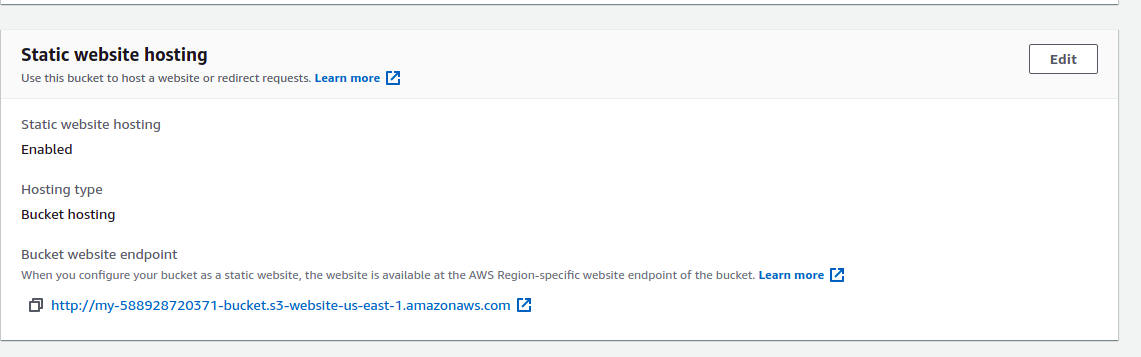 Static website hosting
Edit
Use this bucket to host a website or redirect requests. Learn more
Static website hosting
Enabled
Hosting type
Bucket hosting
Bucket website endpoint
When you configure your bucket as a static website, the website is available at the AWS Region-specific website endpoint of the bucket. Learn more
http://my-588928720371-bucket.s3-website-us-east-1.amazonaws.com